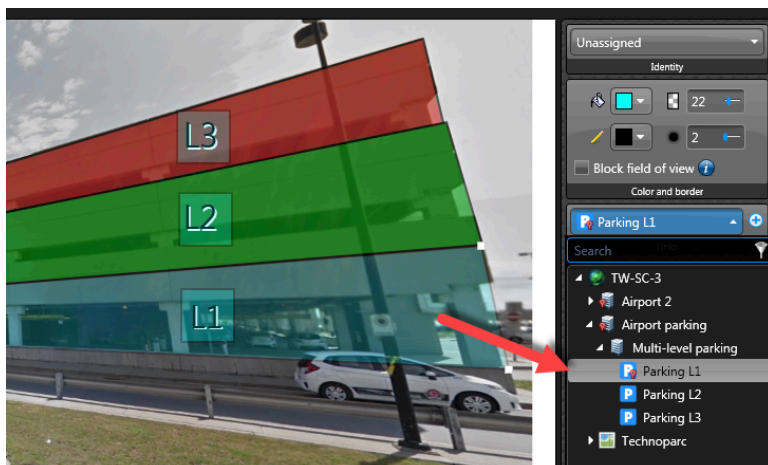 L3
L2
L1
Unassigned
Identity
22
2
Block field of view
Color and border
Parking L1
Search
TW-SC-3
Airport 2
Airport parking
Multi-level parking
Parking L1
Parking L2
Parking L3
Technoparc